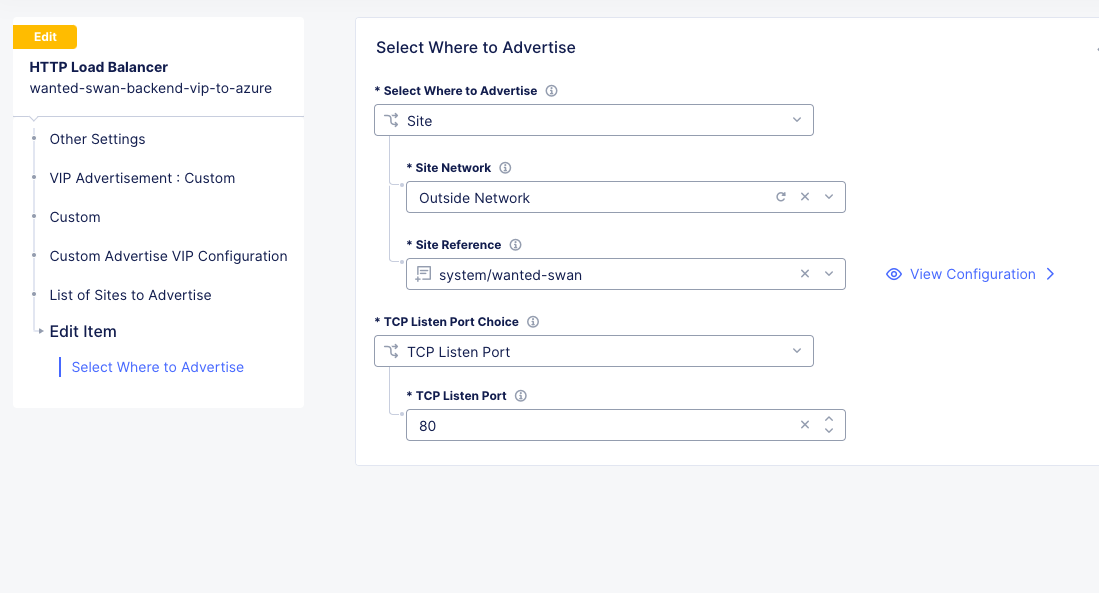 Edit
HTTP Load Balancer
wanted-swan-backend-vip-to-azure
Other Settings
VIP Advertisement : Custom
Custom
Custom Advertise VIP Configuration
List of Sites to Advertise
Edit Item
Select Where to Advertise
Select Where to Advertise
* Select Where to Advertise
Site
* Site Network
Outside Network
* Site Reference
system/wanted-swan
View Configuration
* TCP Listen Port Choice
TCP Listen Port
* TCP Listen Port
80